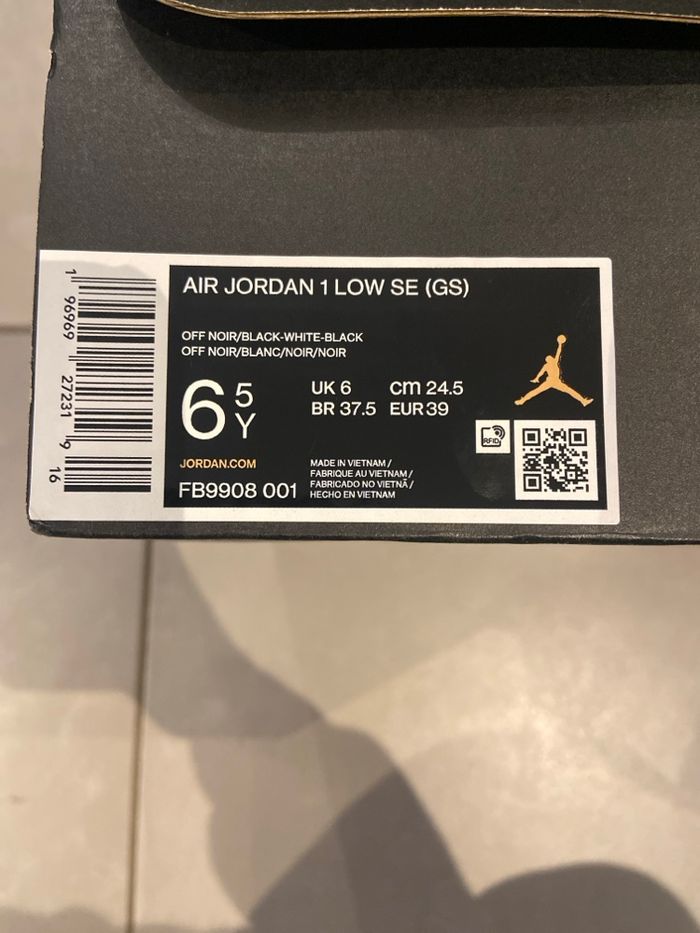 AIR JORDAN 1 LOW SE (GS)
OFF NOIR/BLACK-WHITE-BLACK
OFF NOIR/BLANC/NOIR/NOIR
6 5 Y
UK 6 cm 24.5
BR 37.5 EUR 39
RFID
JORDAN.COM
FB9908 001
MADE IN VIETNAM /
FABRIQUE AU VIETNAM /
FABRICADO NO VIETNÃ /
HECHO EN VIETNAM
1 96969 27231 9 16